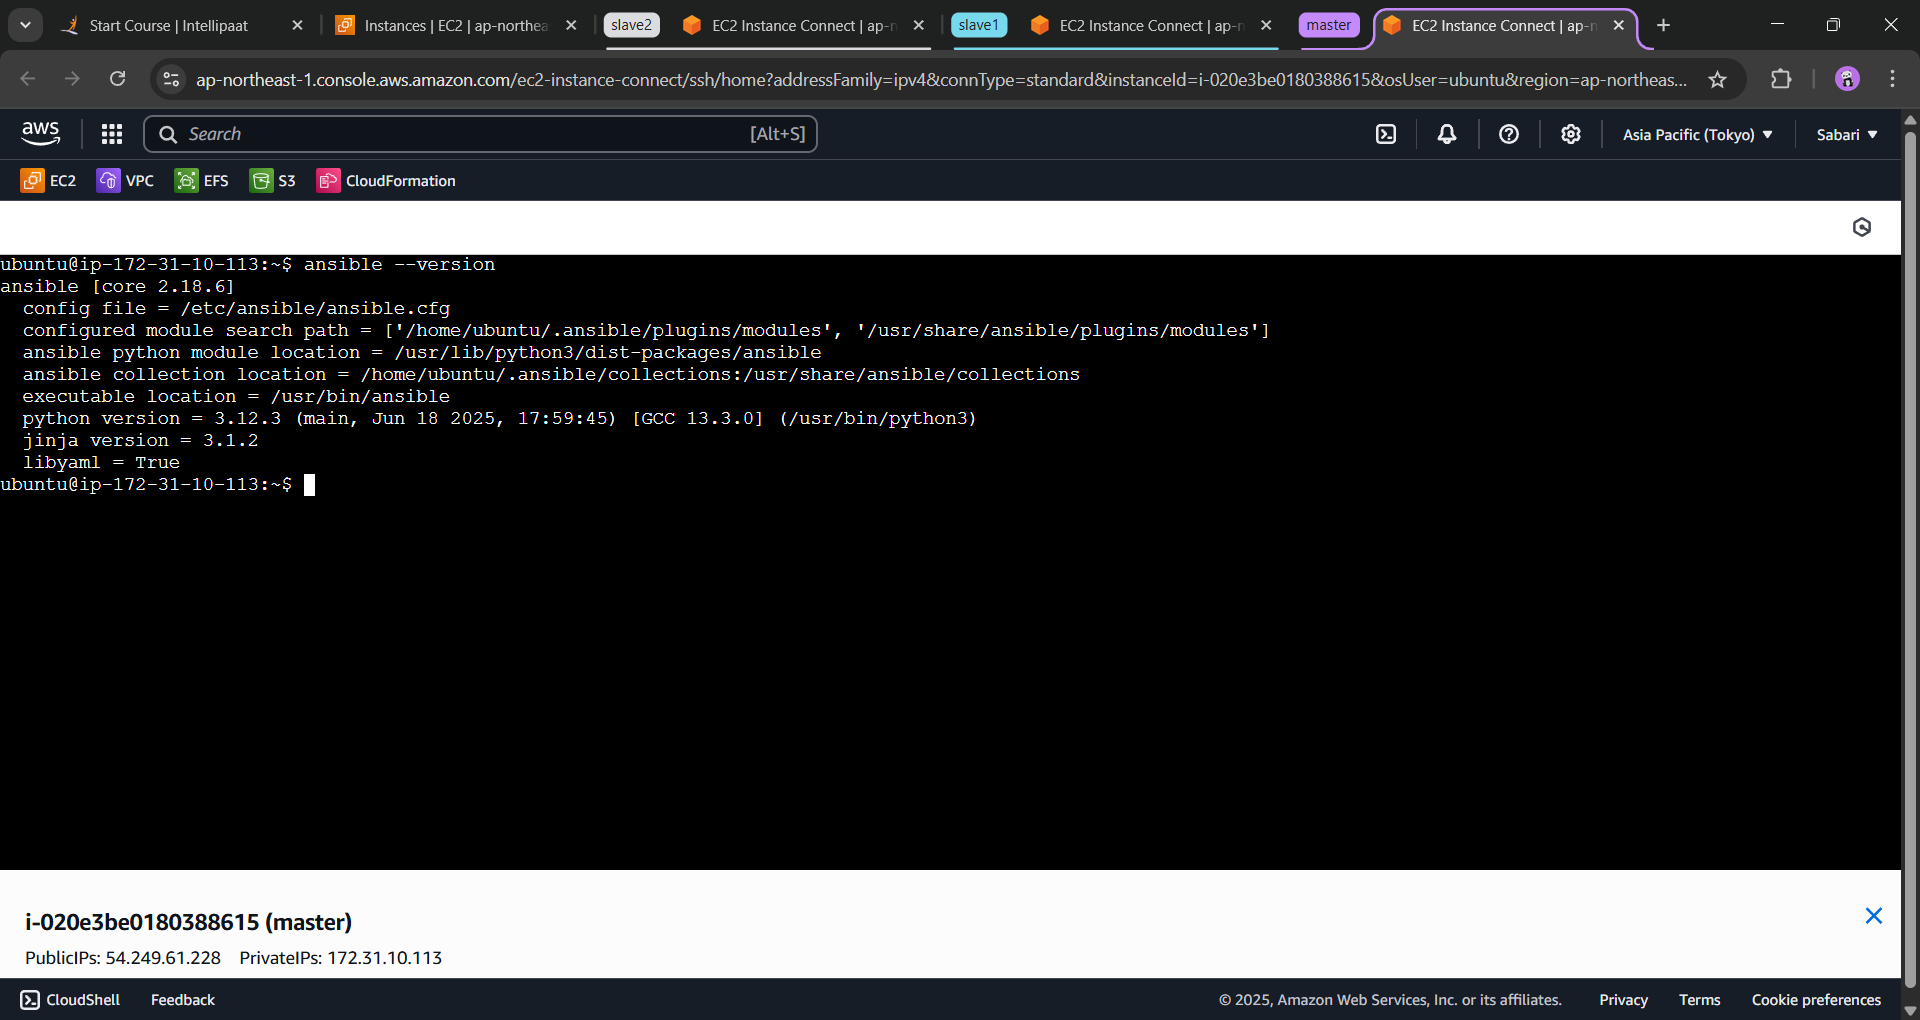 Start Course | Intellipaat
Instances | EC2 | ap-northea
slave2
EC2 Instance Connect | ap-n
slave1
EC2 Instance Connect | ap-n
master
EC2 Instance Connect | ap-n
ap-northeast-1.console.aws.amazon.com/ec2-instance-connect/ssh/home?addressFamily=ipv4&connType=standard&instanceId=i-020e3be0180388615&osUser=ubuntu&region=ap-northeas...
aws
Search
[Alt+S]
Asia Pacific (Tokyo)
Sabari
EC2
VPC
EFS
S3
CloudFormation
ubuntu@ip-172-31-10-113:~$ ansible --version
ansible [core 2.18.6]
  config file = /etc/ansible/ansible.cfg
  configured module search path = ['/home/ubuntu/.ansible/plugins/modules', '/usr/share/ansible/plugins/modules']
  ansible python module location = /usr/lib/python3/dist-packages/ansible
  ansible collection location = /home/ubuntu/.ansible/collections:/usr/share/ansible/collections
  executable location = /usr/bin/ansible
  python version = 3.12.3 (main, Jun 18 2025, 17:59:45) [GCC 13.3.0] (/usr/bin/python3)
  jinja version = 3.1.2
  libyaml = True
ubuntu@ip-172-31-10-113:~$
i-020e3be0180388615 (master)
PublicIPs: 54.249.61.228 PrivateIPs: 172.31.10.113
CloudShell
Feedback
© 2025, Amazon Web Services, Inc. or its affiliates.
Privacy
Terms
Cookie preferences